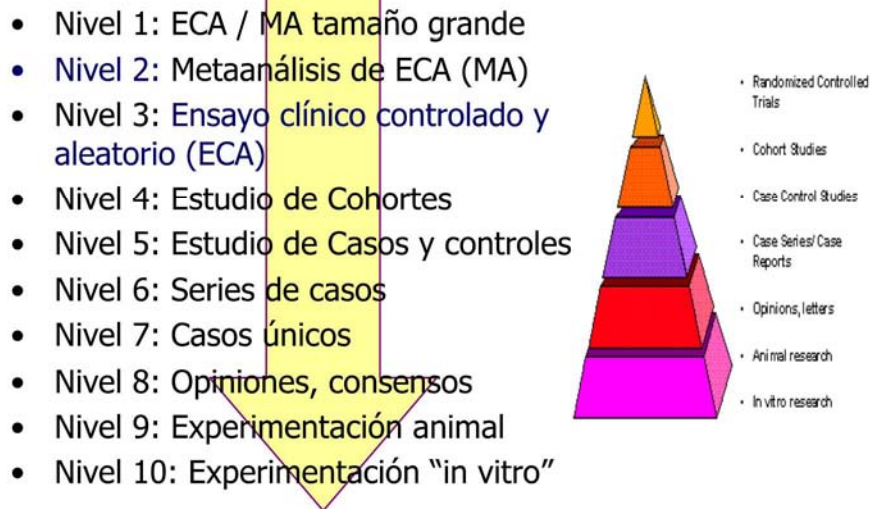 • Nivel 1: ECA / MA tamaño grande
• Nivel 2: Metaanálisis de ECA (MA)
• Nivel 3: Ensayo clínico controlado y
aleatorio (ECA)
• Nivel 4: Estudio de Cohortes
• Nivel 5: Estudio de Casos y controles
• Nivel 6: Series de casos
• Nivel 7: Casos únicos
• Nivel 8: Opiniones, consensos
• Nivel 9: Experimentación animal
• Nivel 10: Experimentación “in vitro”
• Randomized Controlled
Trials
• Cohort Studies
• Case Control Studies
• Case Series/ Case
Reports
• Opinions, letters
• Animal research
• In vitro research